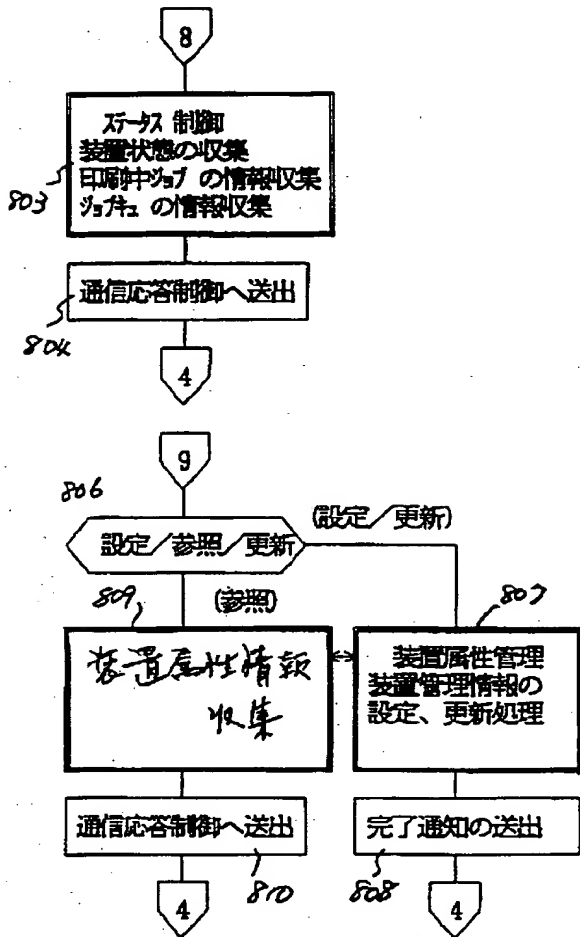 8
ステータス 制御
装置状態の収集
印刷中ジョブ の情報収集
ジョブキュ の情報収集
803
通信応答制御へ送出
804
4
9
806
設定/参照/更新
(設定/更新)
809
(参照)
807
装置属性情報
収集
装置属性管理
装置管理情報の
設定、更新処理
通信応答制御へ送出
810
完了通知の送出
808
4
4